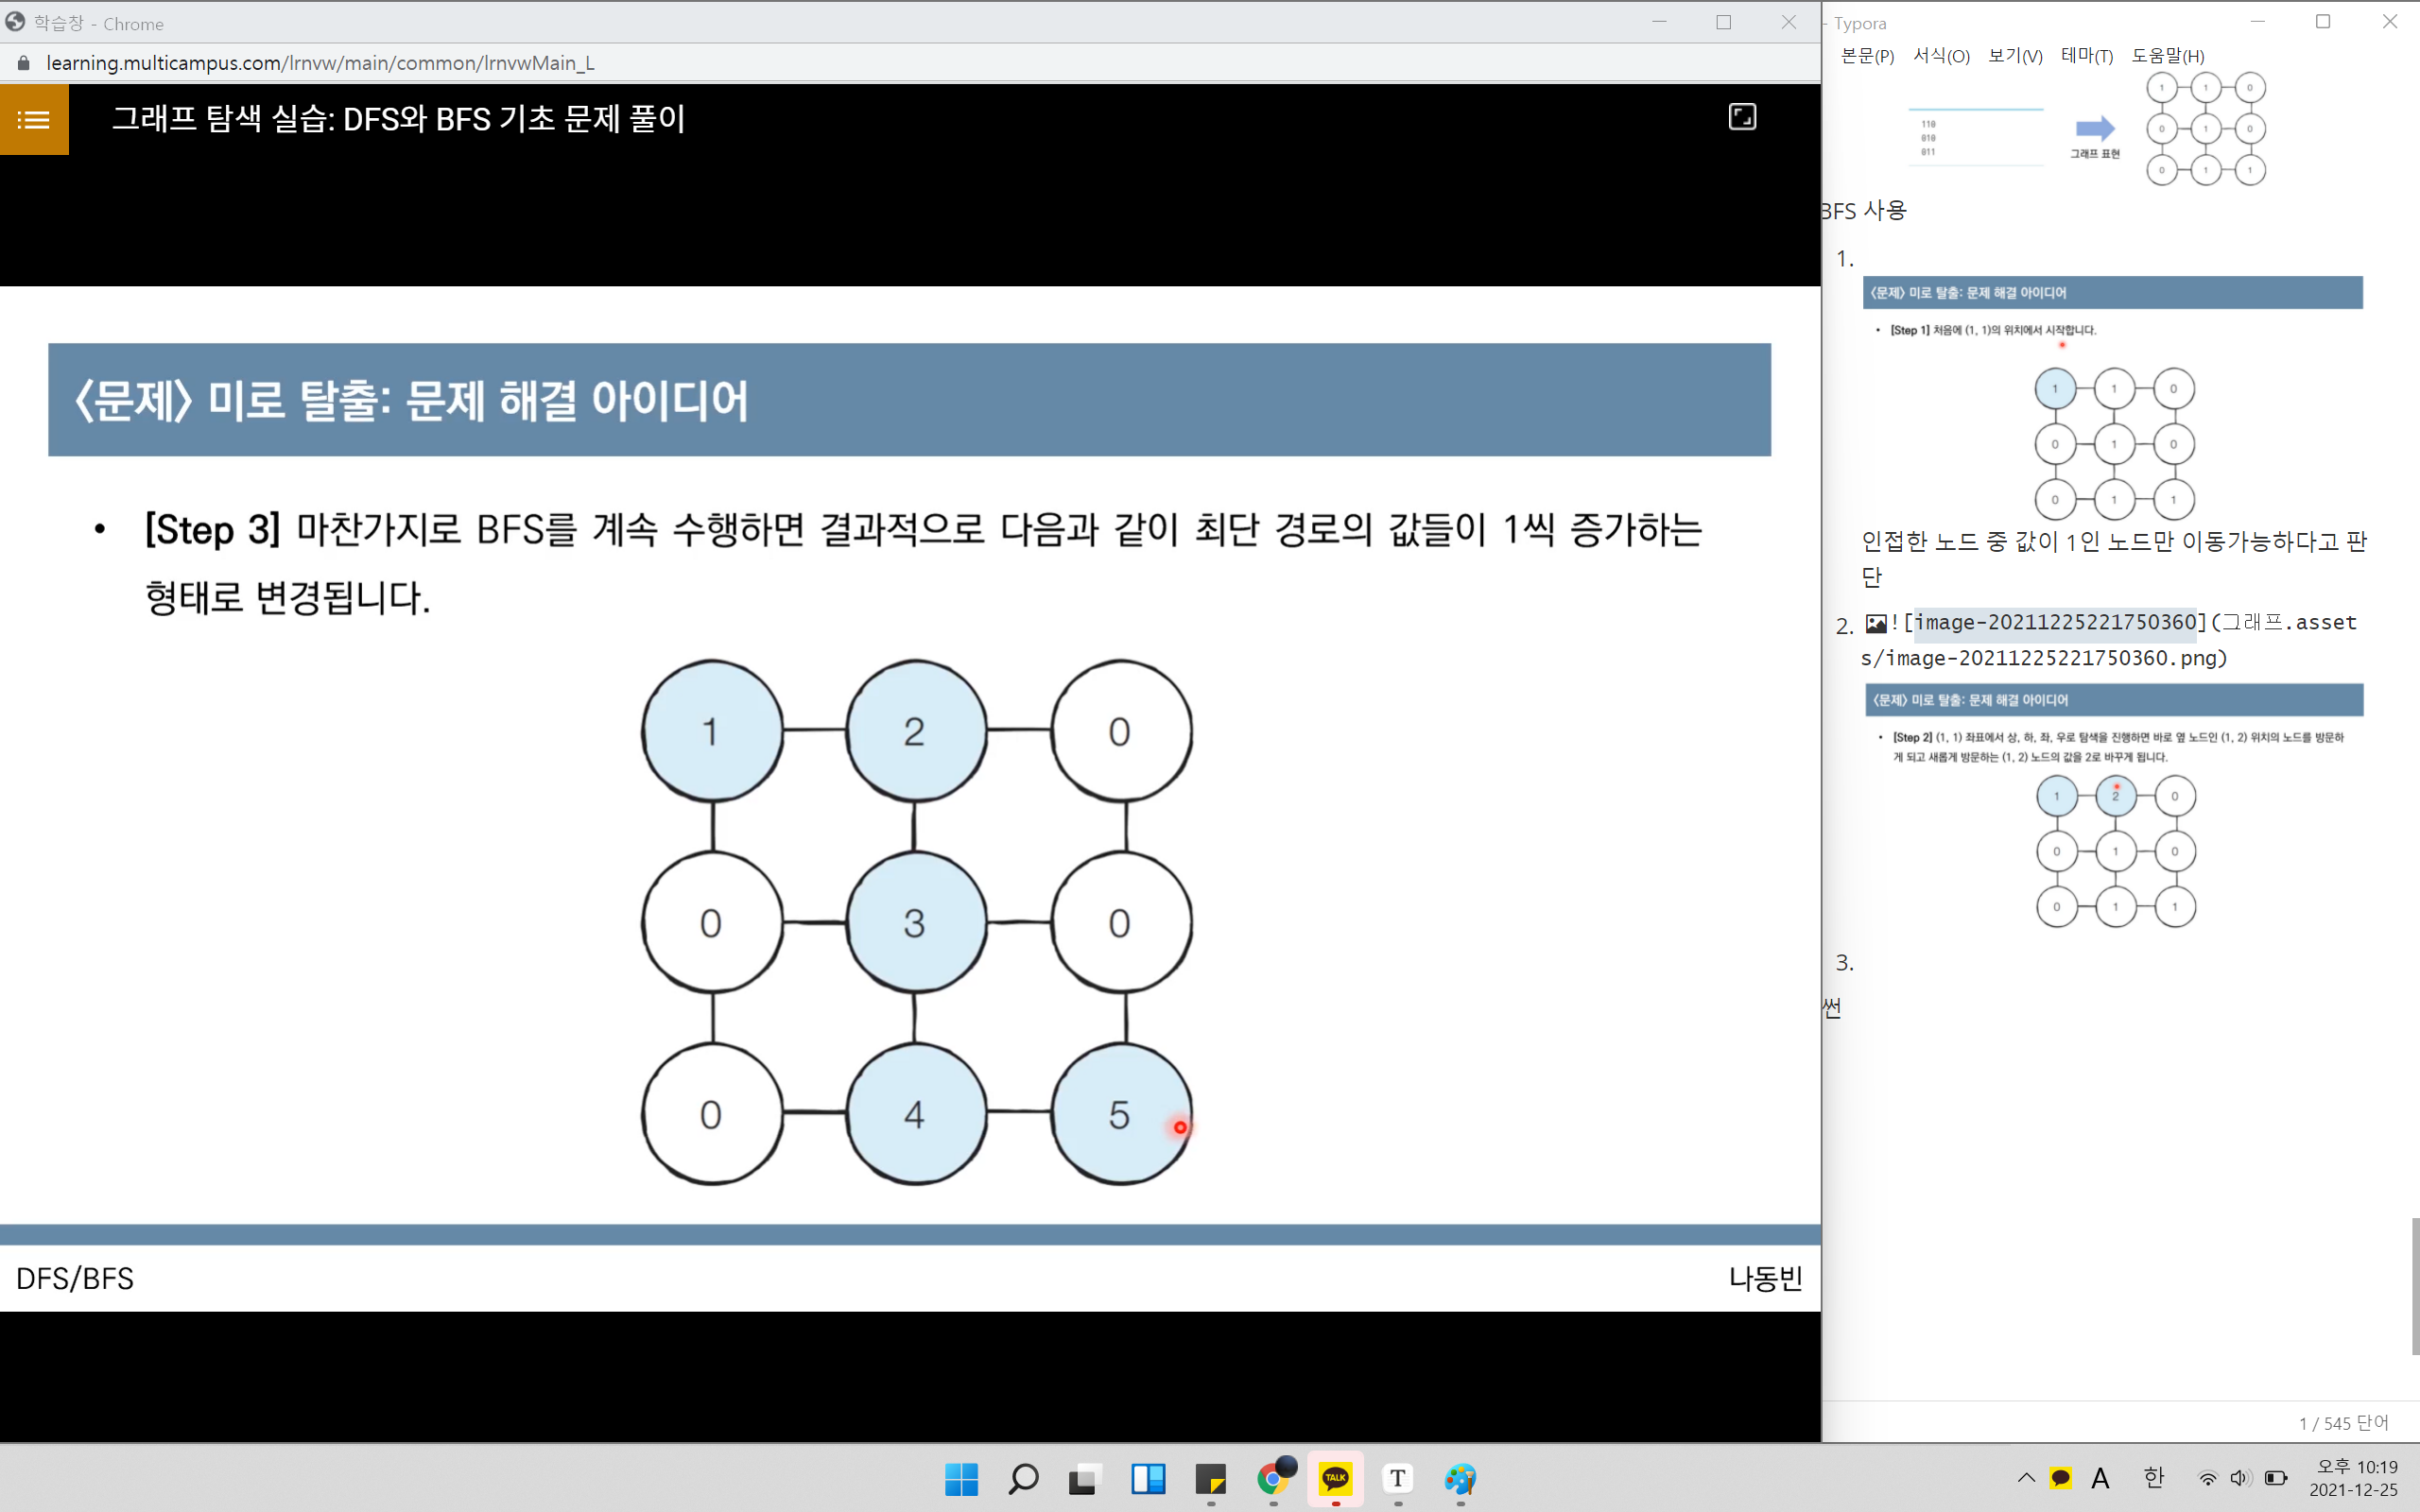 학습창 - Chrome
learning.multicampus.com/lrnvw/main/common/lrnvwMain_L
그래프 탐색 실습: DFS와 BFS 기초 문제 풀이
〈문제〉 미로 탈출: 문제 해결 아이디어
• [Step 3] 마찬가지로 BFS를 계속 수행하면 결과적으로 다음과 같이 최단 경로의 값들이 1씩 증가하는
형태로 변경됩니다.
1 2 0
0 3 0
0 4 5
DFS/BFS
나동빈
- Typora
본문(P) 서식(O) 보기(V) 테마(T) 도움말(H)
110
010
011
그래프 표현
1 1 0
0 1 0
0 1 1
BFS 사용
1.
〈문제〉 미로 탈출: 문제 해결 아이디어
• [Step 1] 처음에 (1, 1)의 위치에서 시작합니다.
1 1 0
0 1 0
0 1 1
인접한 노드 중 값이 1인 노드만 이동가능하다고 판
단
2. ![image-20211225221750360](그래프.asset
s/image-20211225221750360.png)
〈문제〉 미로 탈출: 문제 해결 아이디어
• [Step 2] (1, 1) 좌표에서 상, 하, 좌, 우로 탐색을 진행하면 바로 옆 노드인 (1, 2) 위치의 노드를 방문하
게 되고 새롭게 방문하는 (1, 2) 노드의 값을 2로 바꾸게 됩니다.
1 2 0
0 1 0
0 1 1
3.
썬
1 / 545 단어
TALK
T
A 한
오후 10:19
2021-12-25